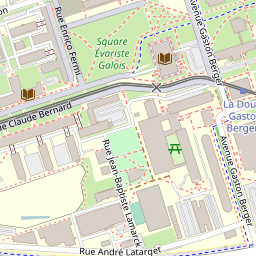 Rue Enrico Fermi
Square
Évariste
Galois
Avenue Gaston Berger
Claude Bernard
La Dou
Gaston
Berger
Rue Jean-Baptiste Lamarck
Avenue Gaston Berger
Rue André Latarget